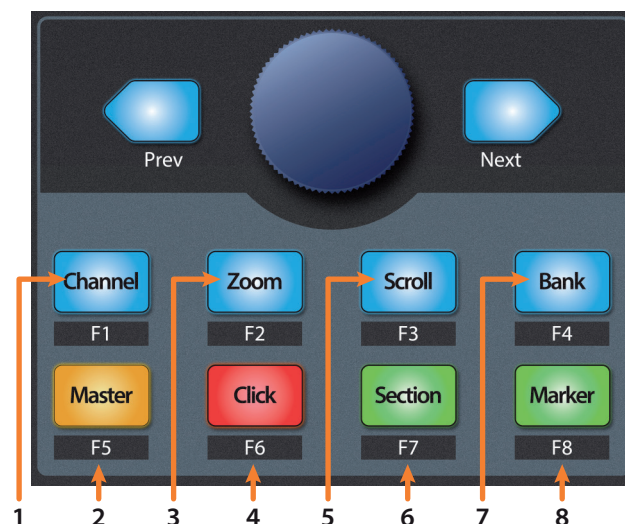 Prev Next
Channel Zoom Scroll Bank
F1 F2 F3 F4
Master Click Section Marker
F5 F6 F7 F8
1 2 3 4 5 6 7 8